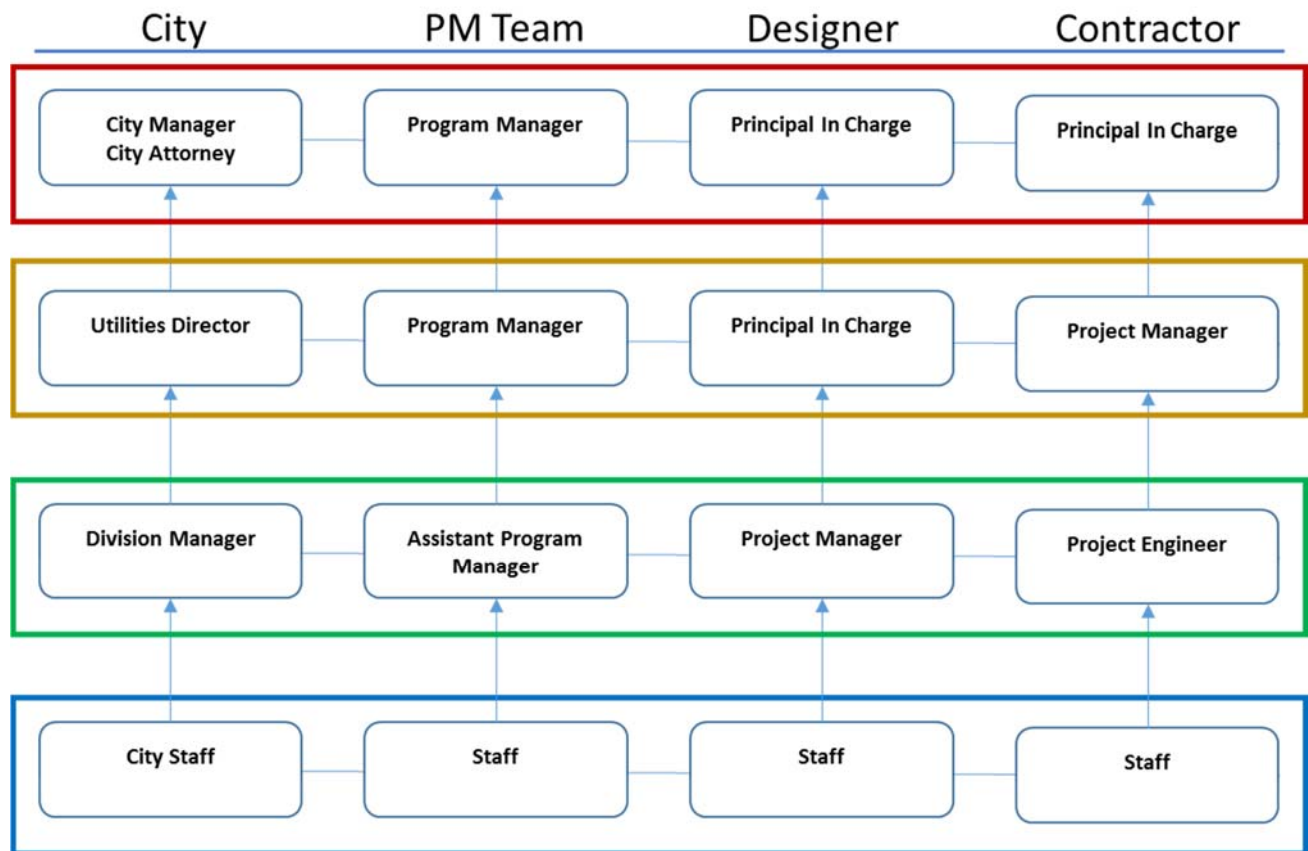 City
PM Team
Designer
Contractor
City Manager
City Attorney
Program Manager
Principal In Charge
Principal In Charge
Utilities Director
Program Manager
Principal In Charge
Project Manager
Division Manager
Assistant Program
Manager
Project Manager
Project Engineer
City Staff
Staff
Staff
Staff